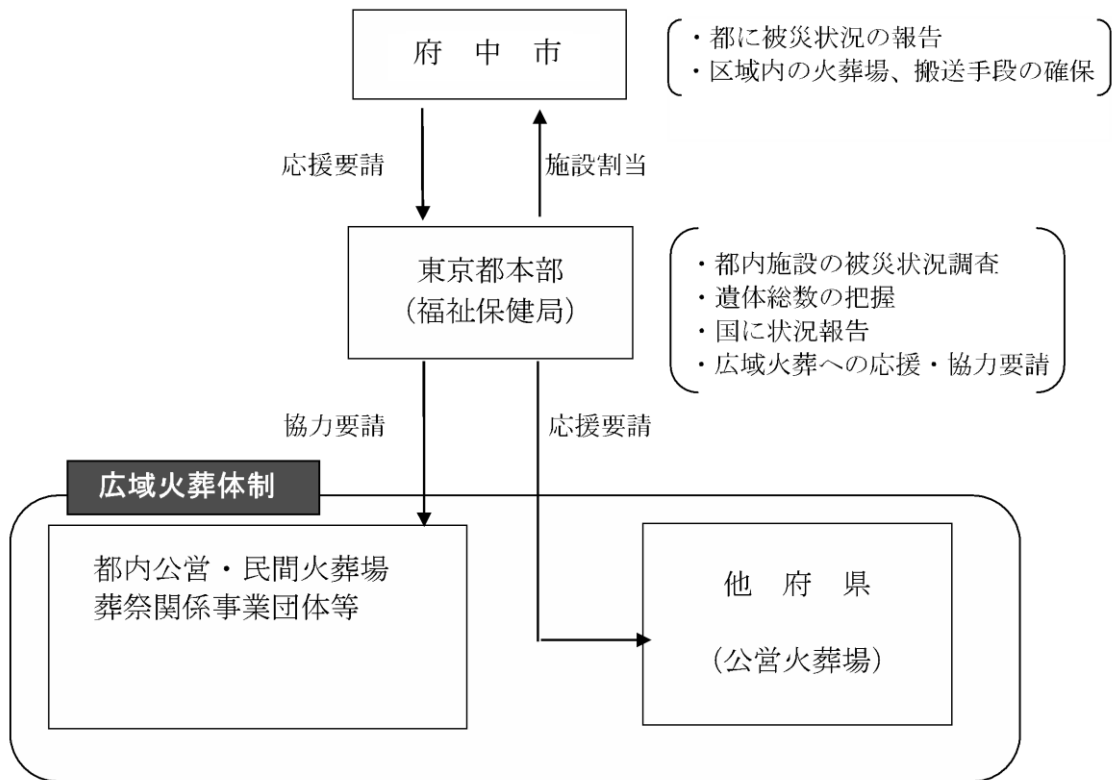 府 中 市
・都に被災状況の報告
・区域内の火葬場、搬送手段の確保
応援要請
施設割当
東京都本部
(福祉保健局)
・都内施設の被災状況調査
・遺体総数の把握
・国に状況報告
・広域火葬への応援・協力要請
協力要請
応援要請
広域火葬体制
都内公営・民間火葬場
葬祭関係事業団体等
他 府 県
(公営火葬場)